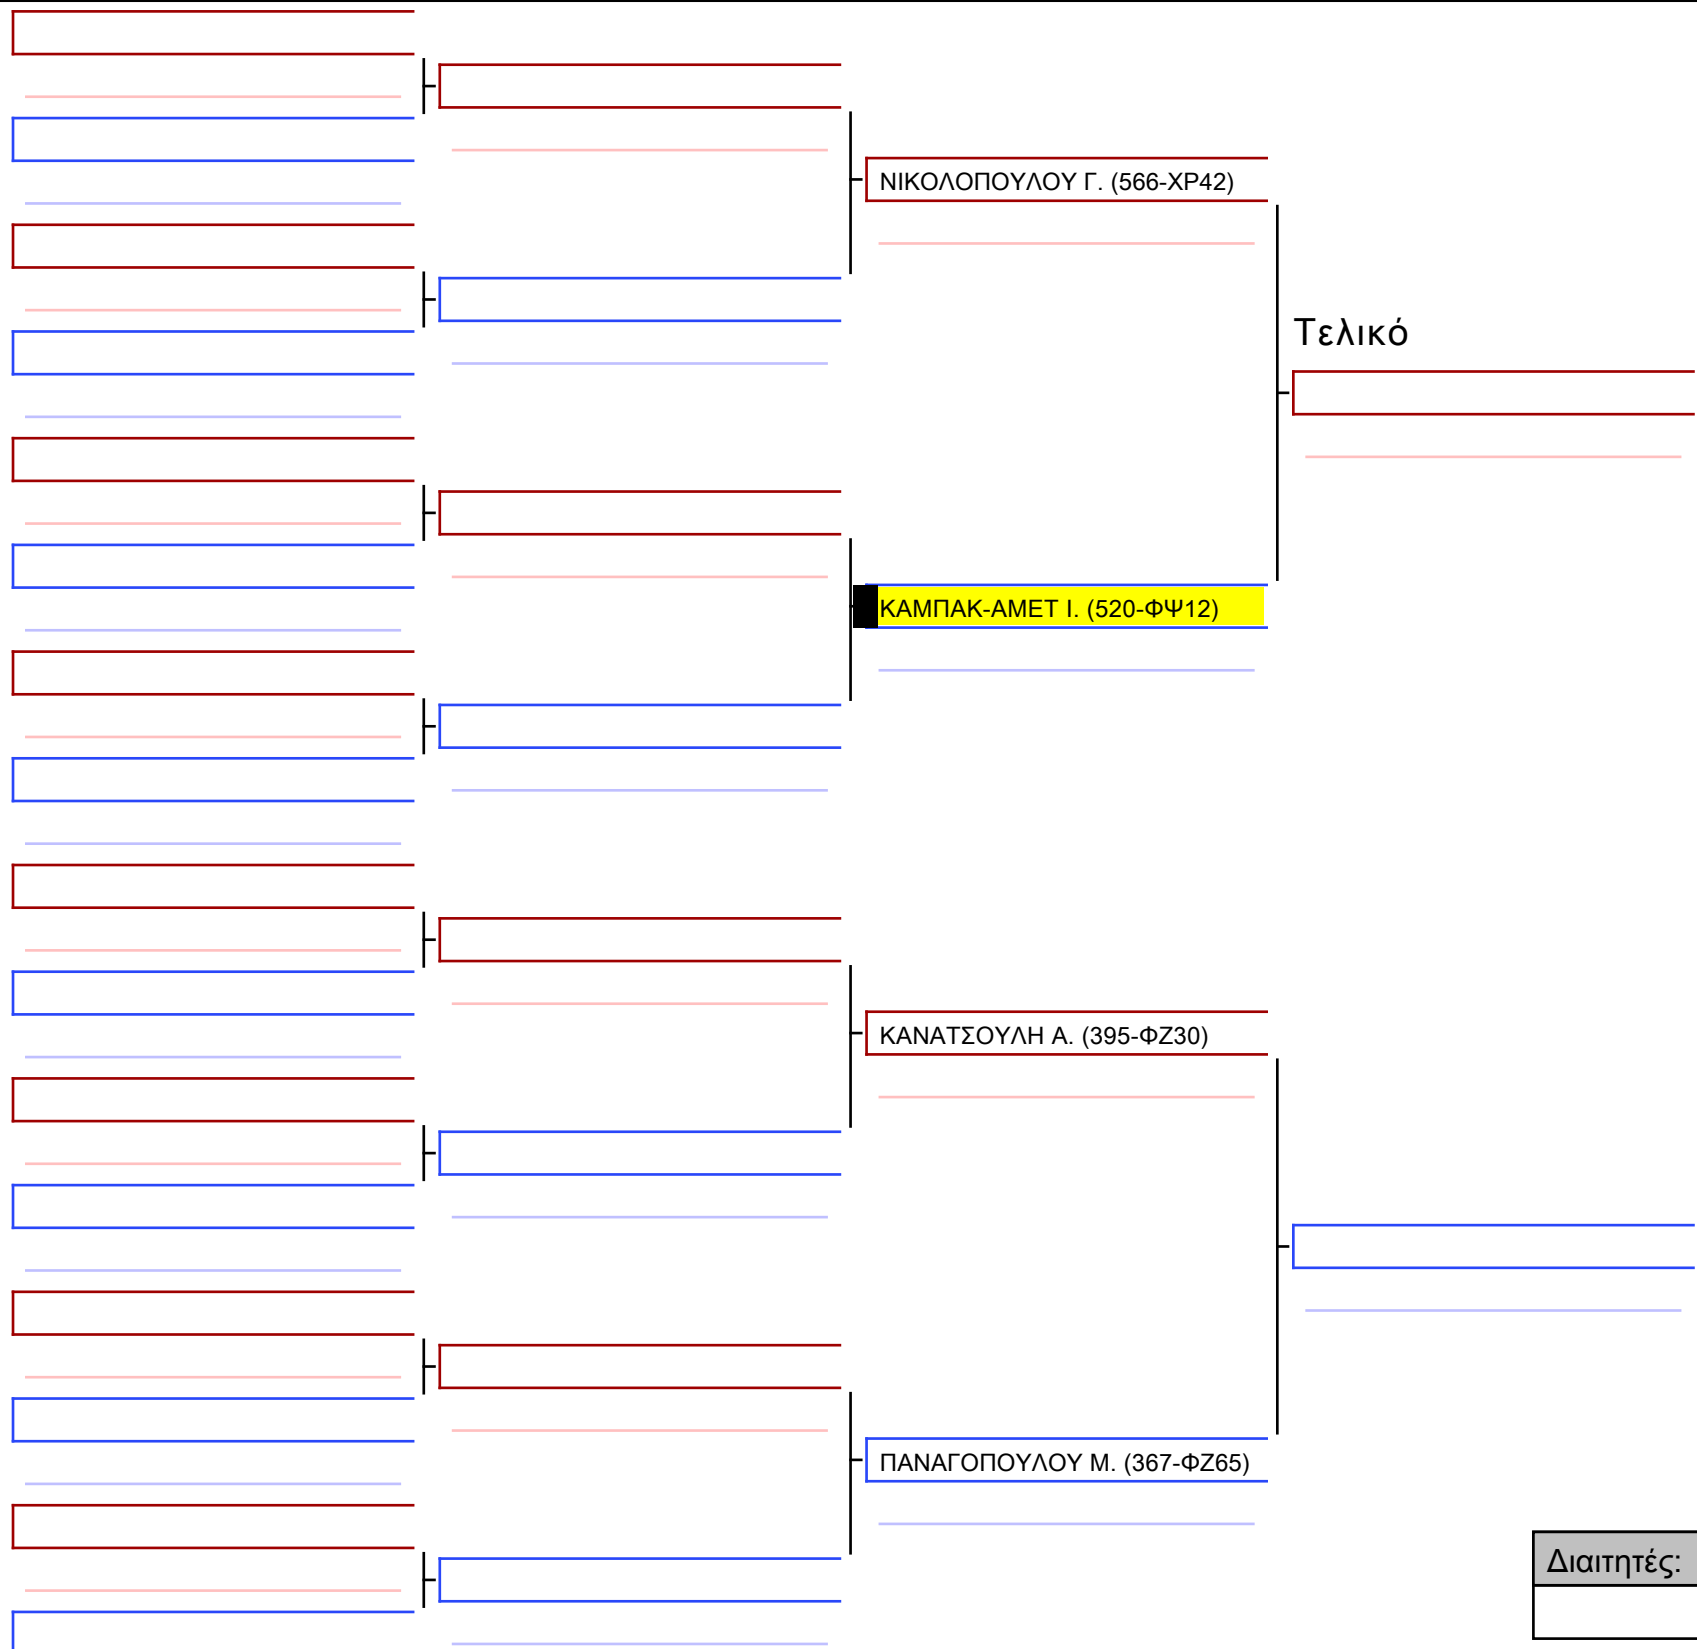 ΝΙΚΟΛΟΠΟΥΛΟΥ Γ. (566-ΧΡ42)
Τελικό
ΚΑΜΠΑΚ-ΑΜΕΤ Ι. (520-ΦΨ12)
ΚΑΝΑΤΣΟΥΛΗ Α. (395-ΦΖ30)
ΠΑΝΑΓΟΠΟΥΛΟΥ Μ. (367-ΦΖ65)
Διαιτητές: